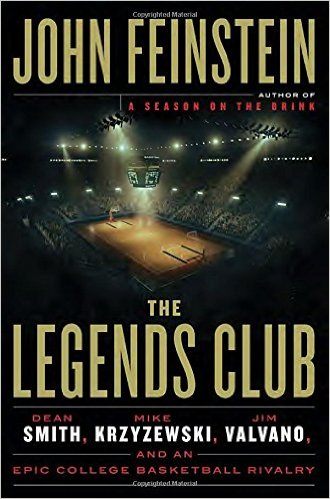 JOHN FEINSTEIN
AUTHOR OF
A SEASON ON THE BRINK
THE
LEGENDS CLUB
DEAN MIKE JIM
SMITH, KRZYZEWSKI, VALVANO,
AND AN
EPIC COLLEGE BASKETBALL RIVALRY